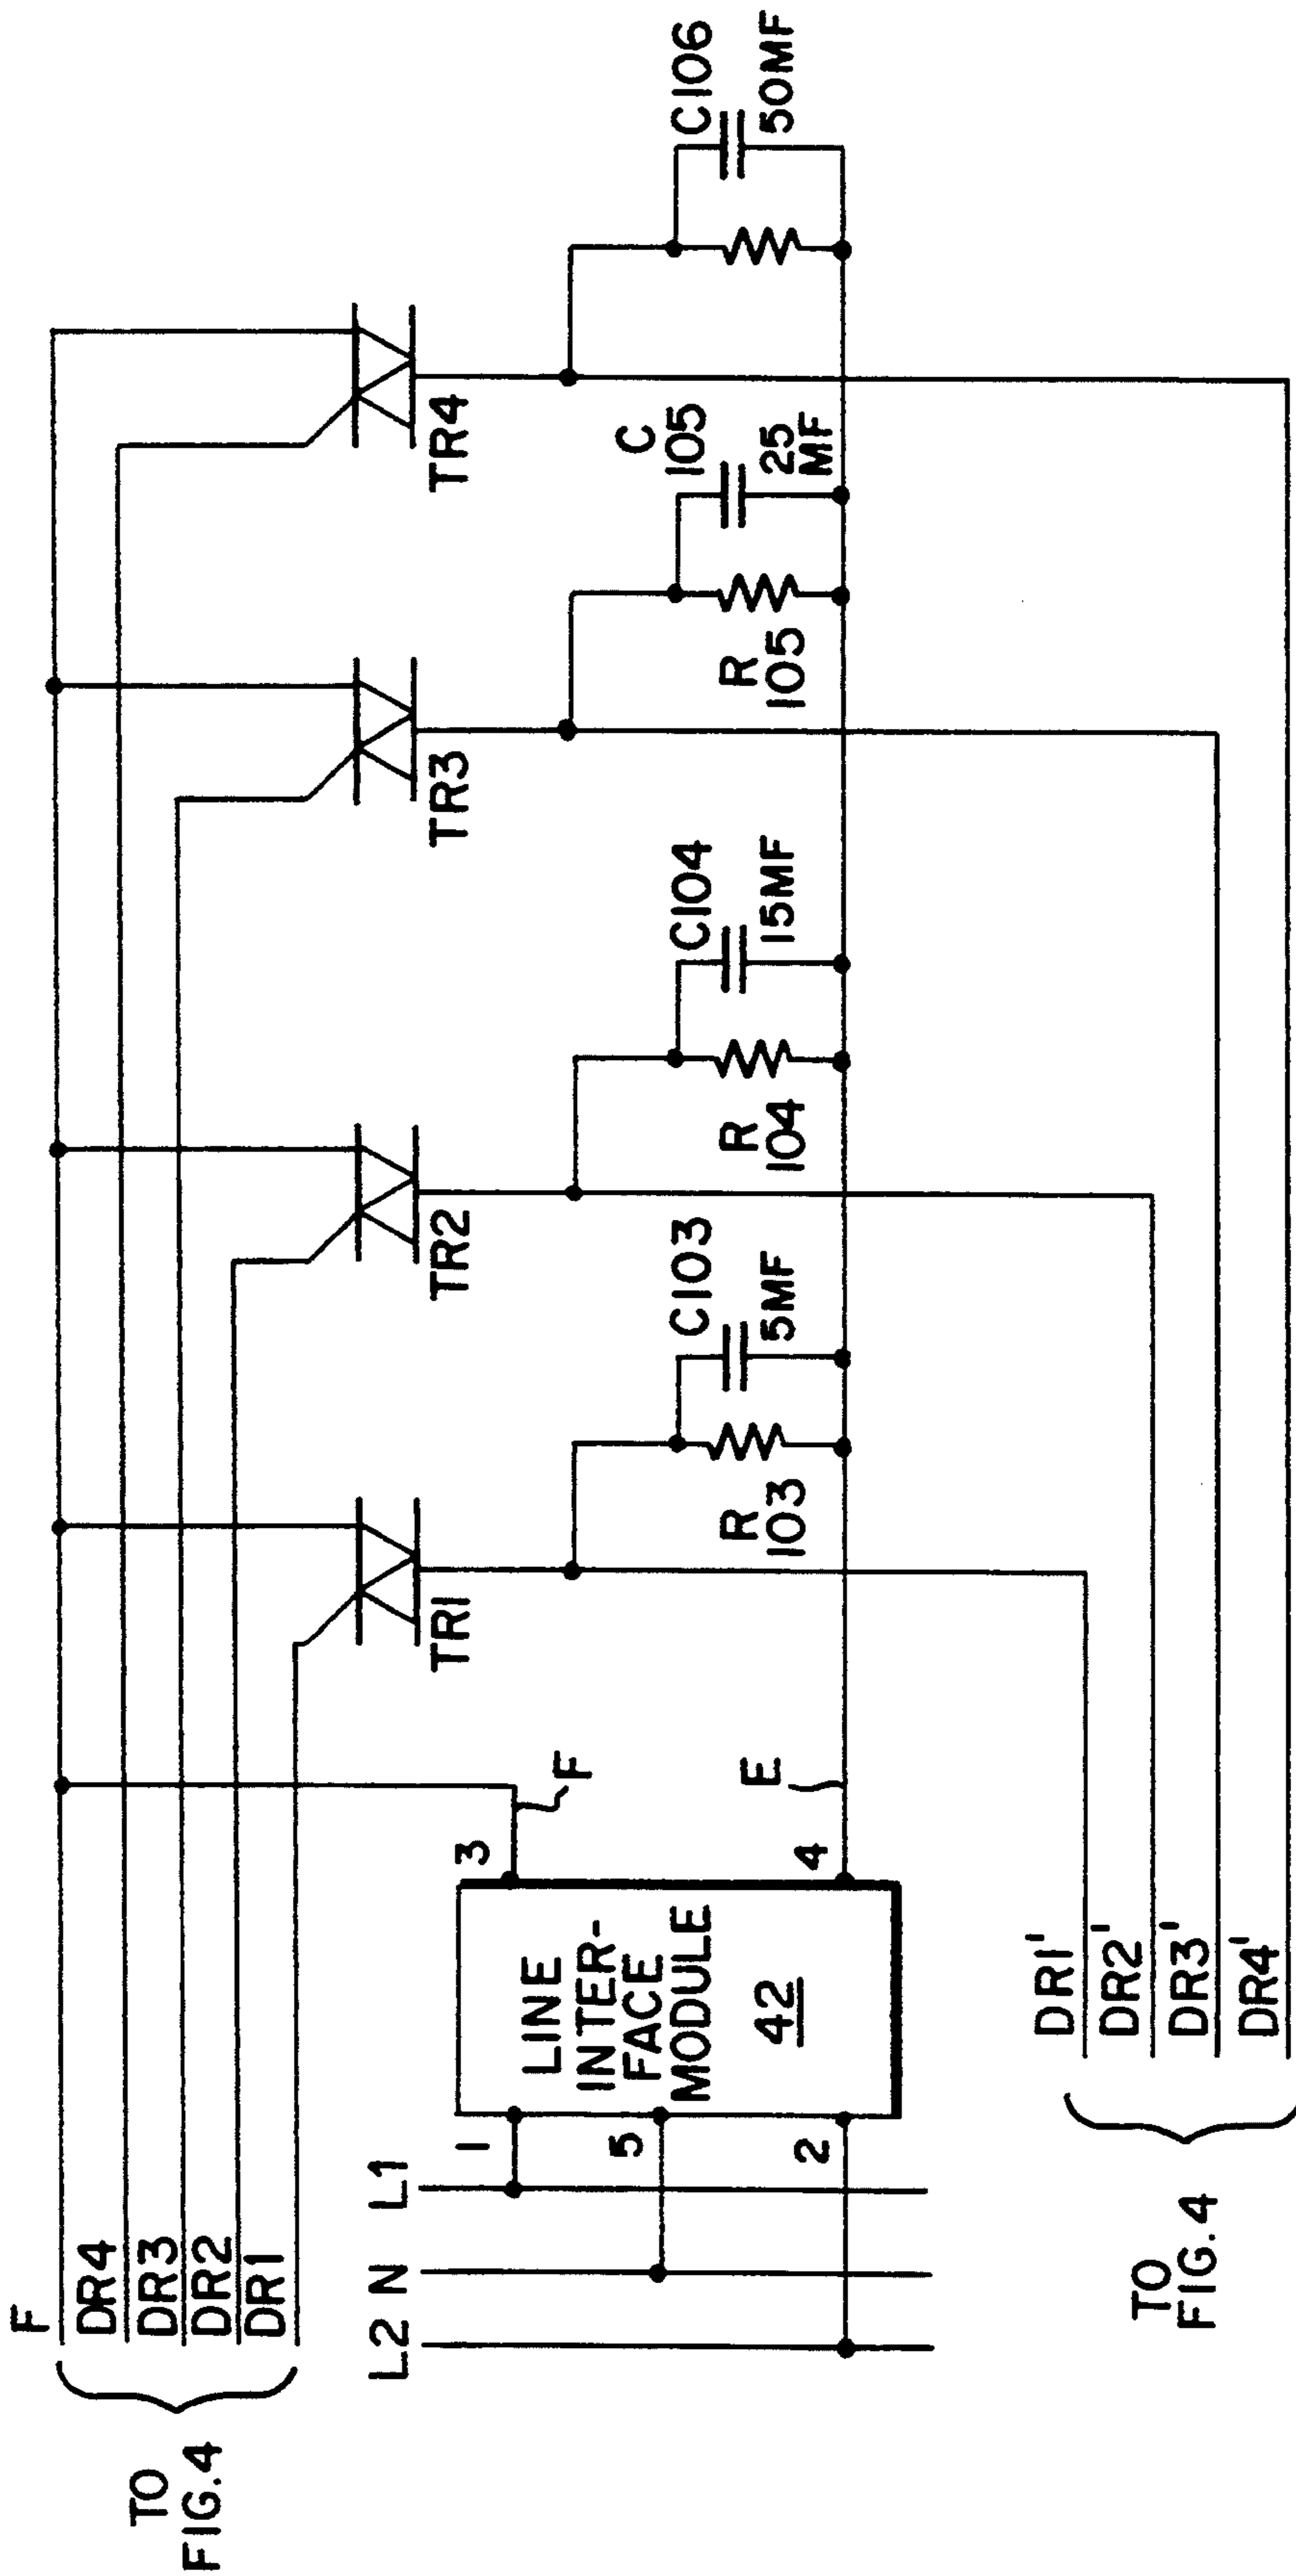 F
DR4
DR3
DR2
DR1
TO
FIG. 4
L2 N L1
1
5
2
LINE
INTER-
FACE
MODULE
42
3
4
F
E
TR1
TR2
TR3
TR4
R
103
C103
5MF
R
104
C104
15MF
R
105
C
105
25
MF
C106
50MF
DR1'
DR2'
DR3'
DR4'
TO
FIG. 4